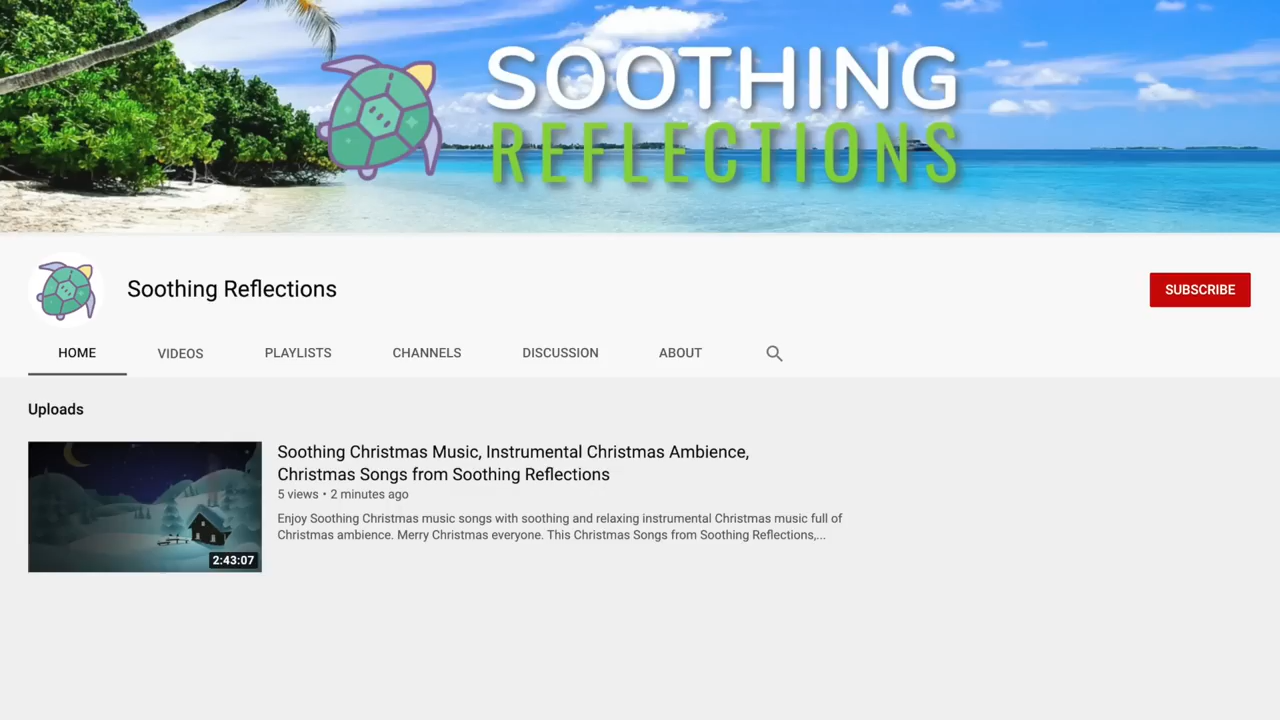 SOOTHING
REFLECTIONS
Soothing Reflections
SUBSCRIBE
HOME VIDEOS PLAYLISTS CHANNELS DISCUSSION ABOUT
Uploads
Soothing Christmas Music, Instrumental Christmas Ambience,
Christmas Songs from Soothing Reflections
5 views • 2 minutes ago
Enjoy Soothing Christmas music songs with soothing and relaxing instrumental Christmas music full of
Christmas ambience. Merry Christmas everyone. This Christmas Songs from Soothing Reflections,...
2:43:07